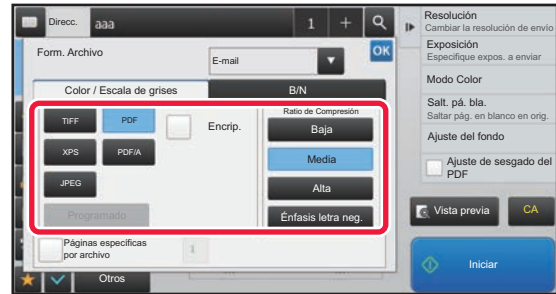 Direcc.
aaa
1
Form. Archivo
E-mail
OK
Color / Escala de grises
B/N
TIFF
PDF
Encrip.
XPS
PDF/A
JPEG
Programado
Ratio de Compresión
Baja
Media
Alta
Énfasis letra neg.
Páginas específicas
por archivo
1
Otros
Resolución
Cambiar la resolución de envío
Exposición
Especifique expos. a enviar
Modo Color
Salt. pá. bla.
Saltar pág. en blanco en orig.
Ajuste del fondo
Ajuste de sesgado del
PDF
Vista previa
CA
Iniciar